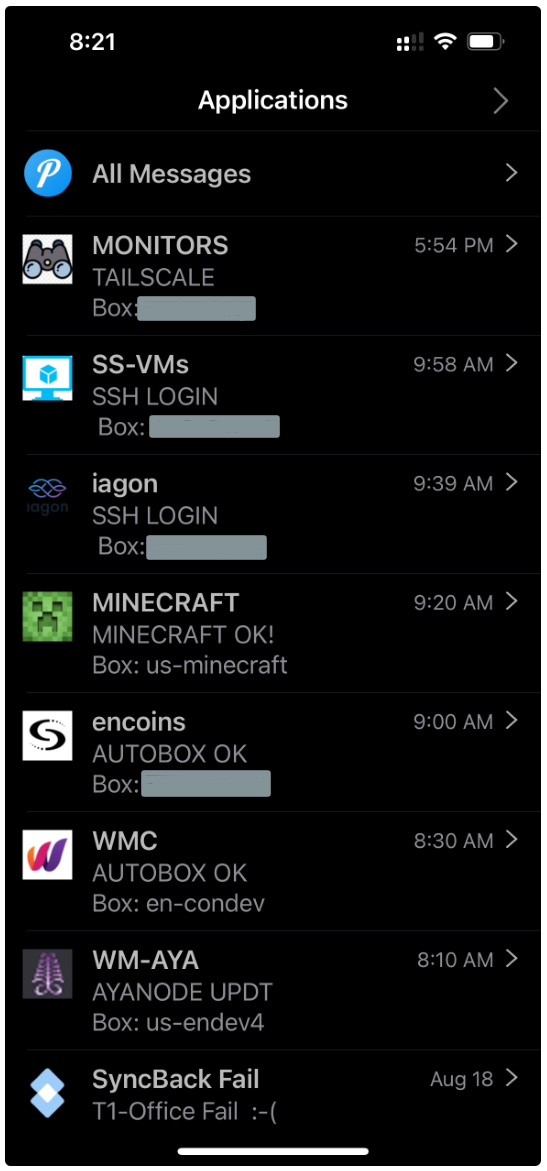 8:21
Applications
All Messages
MONITORS 5:54 PM
TAILSCALE
Box:
SS-VMs 9:58 AM
SSH LOGIN
Box:
iagon 9:39 AM
iagon
SSH LOGIN
Box:
MINECRAFT 9:20 AM
MINECRAFT OK!
Box: us-minecraft
encoins 9:00 AM
AUTOBOX OK
Box:
WMC 8:30 AM
AUTOBOX OK
Box: en-condev
WM-AYA 8:10 AM
AYANODE UPDT
Box: us-endev4
SyncBack Fail Aug 18
T1-Office Fail :-(